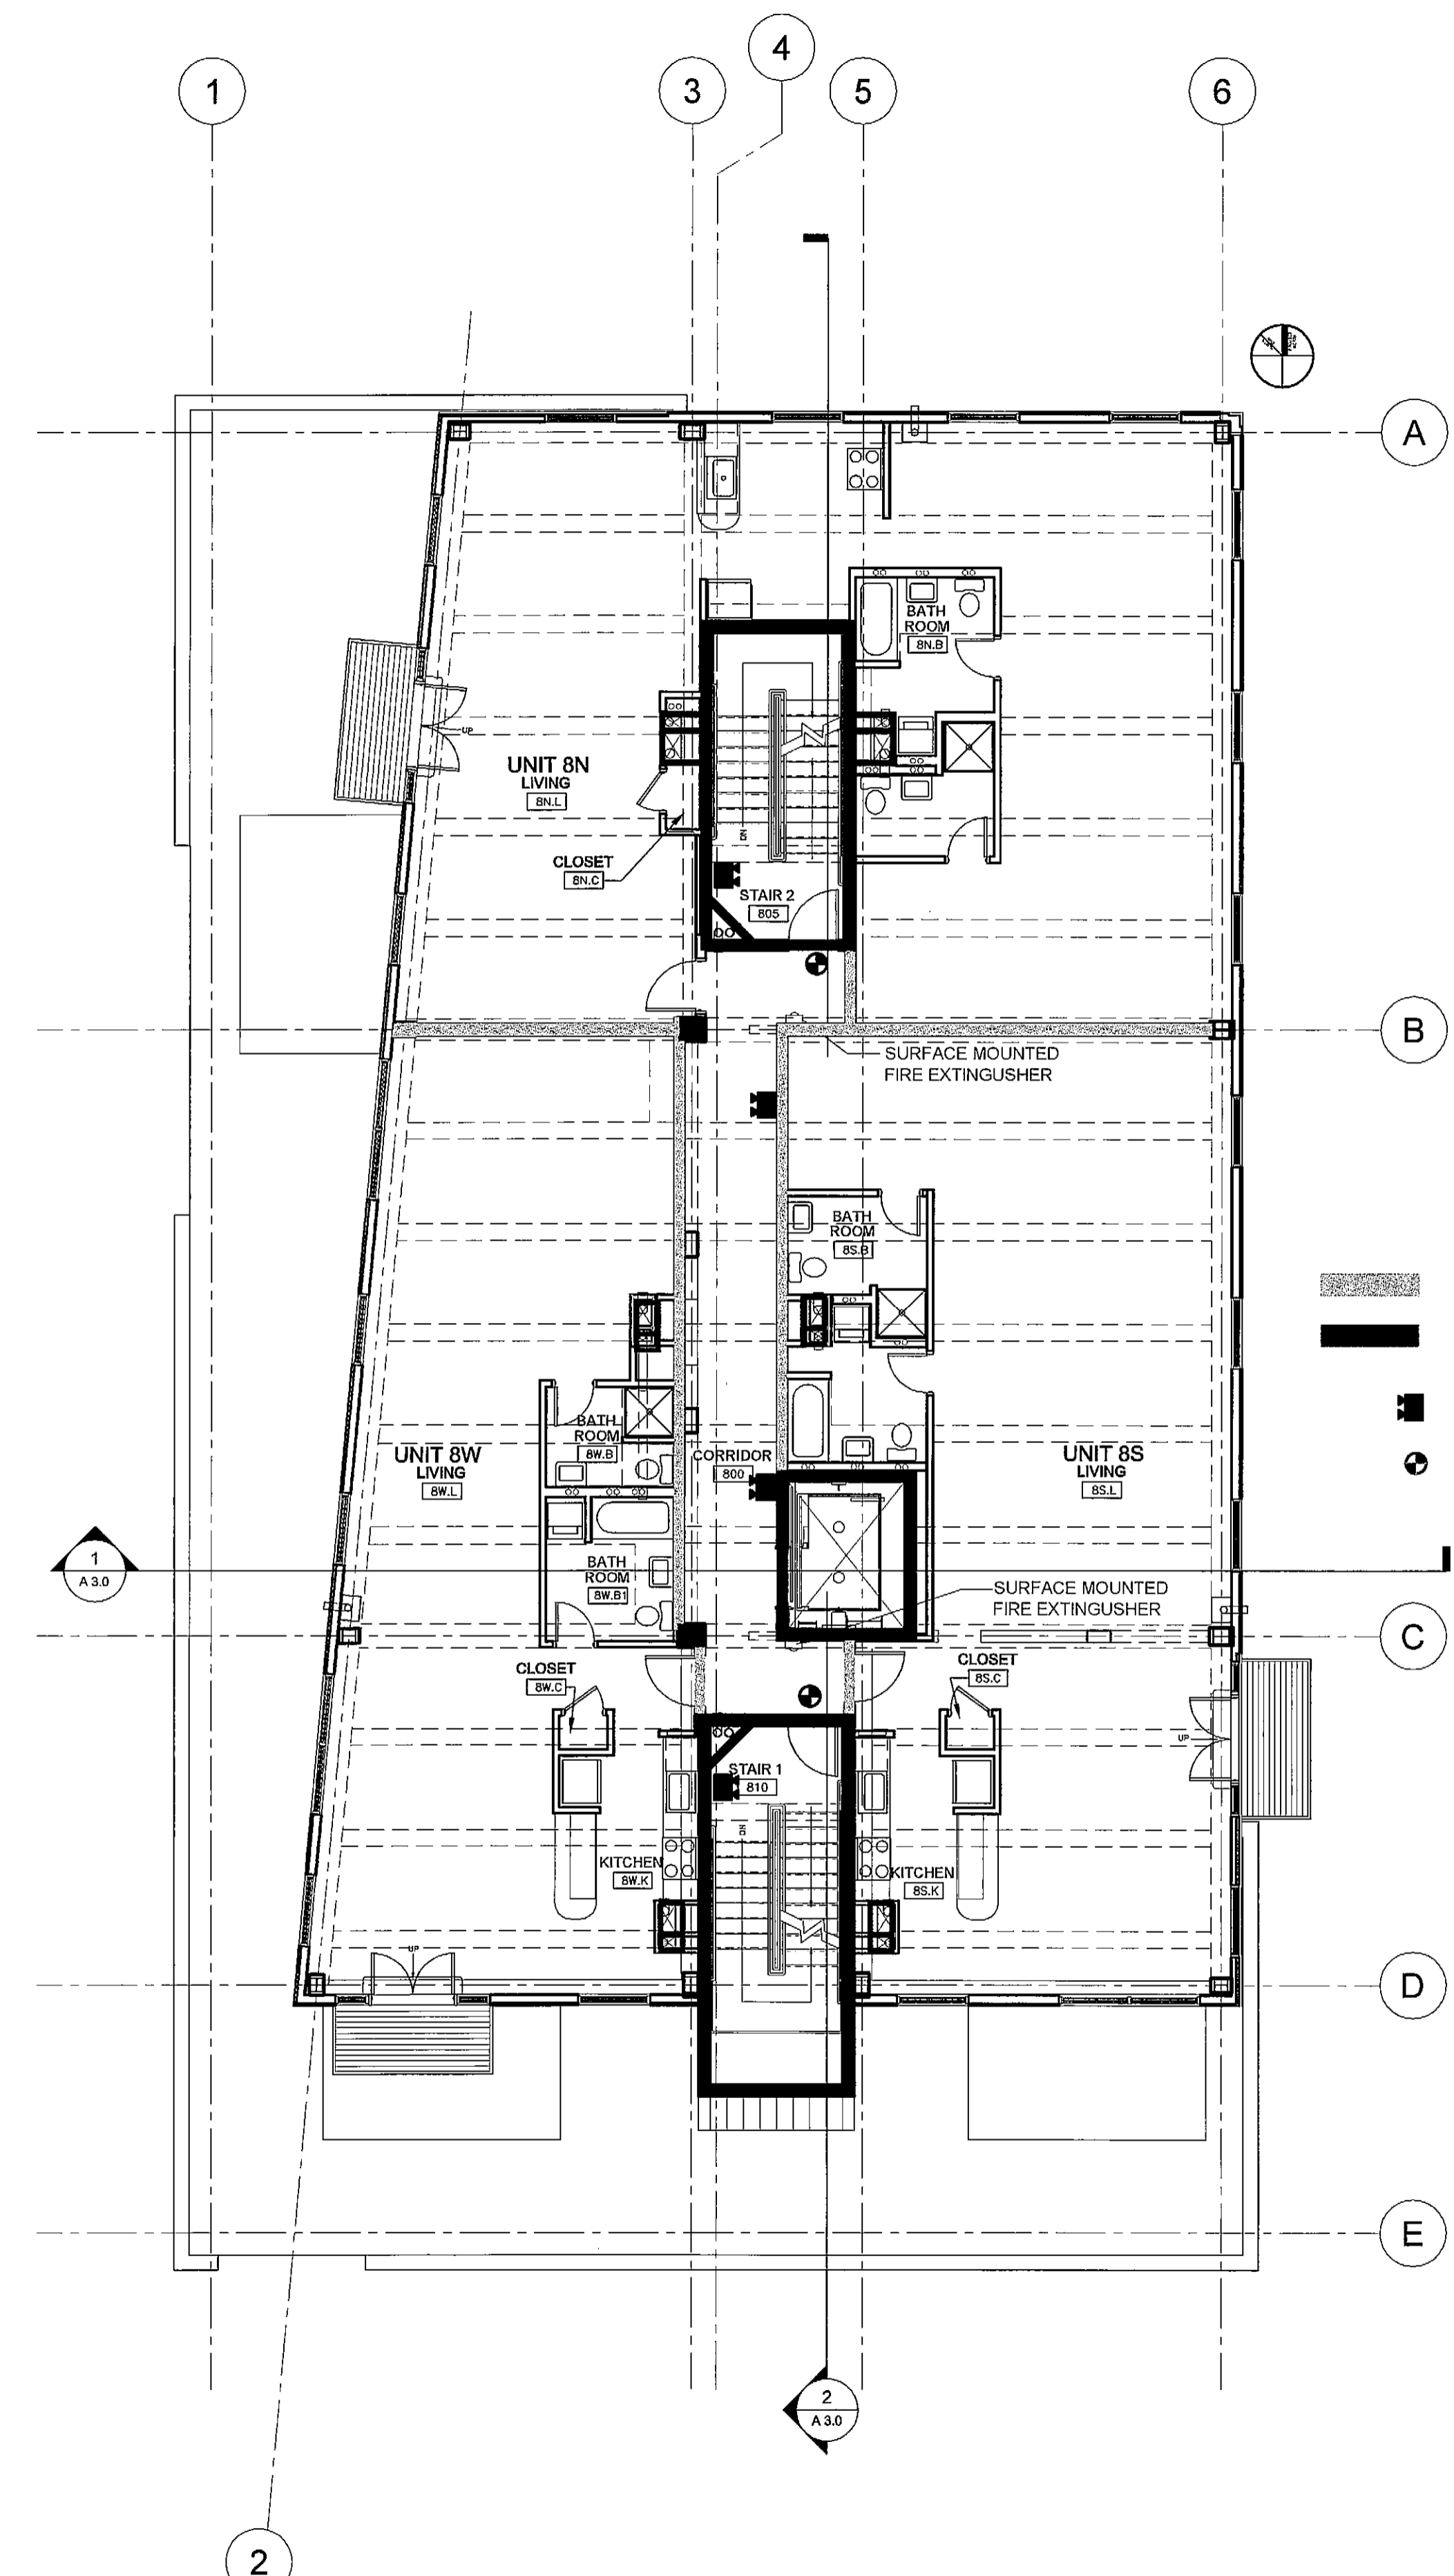 4
1
3
5
6
A
BATH
ROOM
8N.B
UP
UNIT 8N
LIVING
8N.L
DN
CLOSET
8N.C
STAIR 2
805
B
SURFACE MOUNTED
FIRE EXTINGUSHER
BATH
ROOM
8S.B
BATH
ROOM
8W.B
UNIT 8W
LIVING
8W.L
CORRIDOR
800
UNIT 8S
LIVING
8S.L
1
A 3.0
BATH
ROOM
8W.B1
SURFACE MOUNTED
FIRE EXTINGUSHER
C
CLOSET
8W.C
CLOSET
8S.C
UP
STAIR 1
810
DN
KITCHEN
8W.K
KITCHEN
8S.K
UP
D
E
2
A 3.0
2